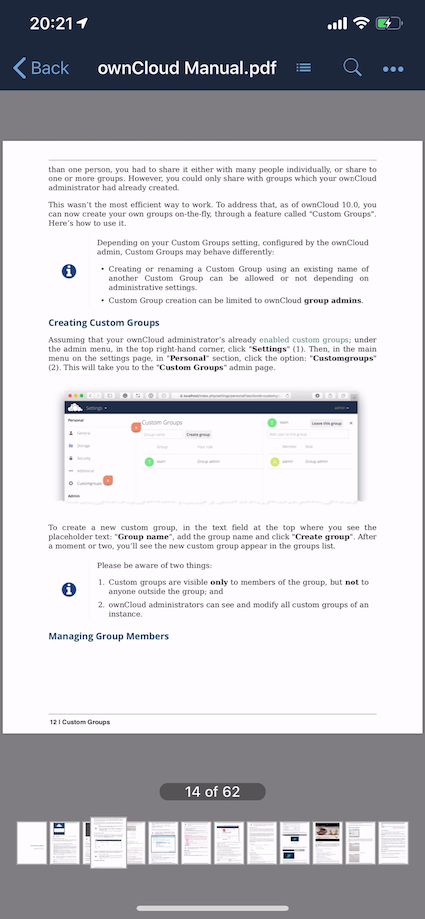 20:21
Back
ownCloud Manual.pdf
than one person, you had to share it either with many people individually, or share to
one or more groups. However, you could only share with groups which your ownCloud
administrator had already created.
This wasn't the most efficient way to work. To address that, as of ownCloud 10.0, you
can now create your own groups on-the-fly, through a feature called "Custom Groups".
Here's how to use it.
Depending on your Custom Groups setting, configured by the ownCloud
admin, Custom Groups may behave differently:
• Creating or renaming a Custom Group using an existing name of
another Custom Group can be allowed or not depending on
administrative settings.
• Custom Group creation can be limited to ownCloud group admins.
Creating Custom Groups
Assuming that your ownCloud administrator's already enabled custom groups; under
the admin menu, in the top right-hand corner, click "Settings" (1). Then, in the main
menu on the settings page, in "Personal" section, click the option: "Customgroups"
(2). This will take you to the "Custom Groups" admin page.
Settings
admin
Personal
General
Storage
Security
Additional
Customgroups
Admin
Custom Groups
Group name
Create group
Group
Your role
team
Group admin
team
Leave this group
Add user to this group
Member
Role
admin
Group admin
To create a new custom group, in the text field at the top where you see the
placeholder text: "Group name", add the group name and click "Create group". After
a moment or two, you'll see the new custom group appear in the groups list.
Please be aware of two things:
1. Custom groups are visible only to members of the group, but not to
anyone outside the group; and
2. ownCloud administrators can see and modify all custom groups of an
instance.
Managing Group Members
12 | Custom Groups
14 of 62